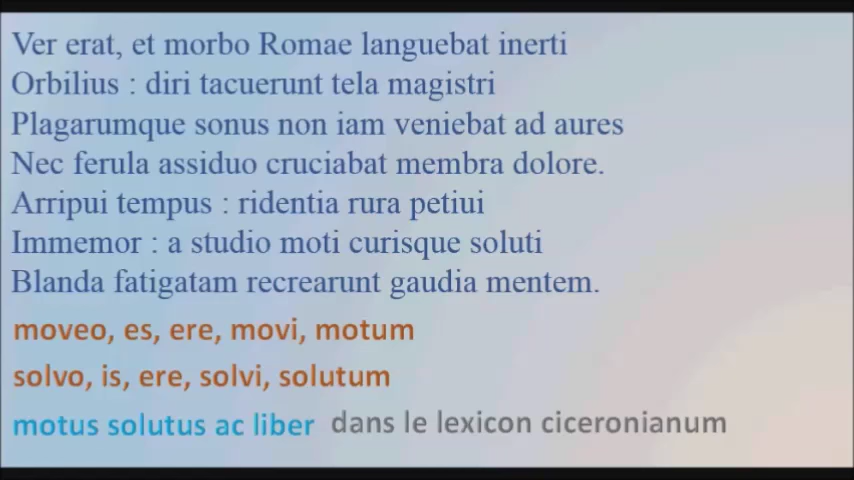 Ver erat, et morbo Romae languebat inerti
Orbilius : diri tacuerunt tela magistri
Plagarumque sonus non iam veniebat ad aures
Nec ferula assiduo cruciabat membra dolore.
Arripui tempus : ridentia rura petiui
Immemor : a studio moti curisque soluti
Blanda fatigatam recrearunt gaudia mentem.
moveo, es, ere, movi, motum
solvo, is, ere, solvi, solutum
motus solutus ac liber dans le lexicon ciceronianum